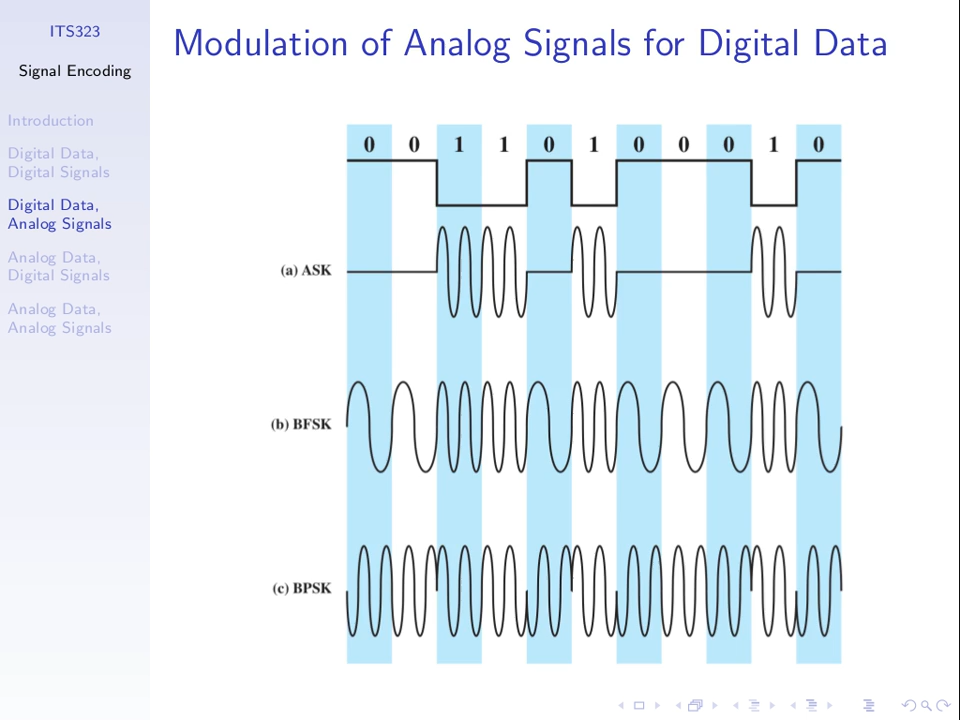 ITS323
Signal Encoding
Introduction
Digital Data,
Digital Signals
Digital Data,
Analog Signals
Analog Data,
Digital Signals
Analog Data,
Analog Signals
Modulation of Analog Signals for Digital Data
0 0 1 1 0 1 0 0 0 1 0
(a) ASK
(b) BFSK
(c) BPSK